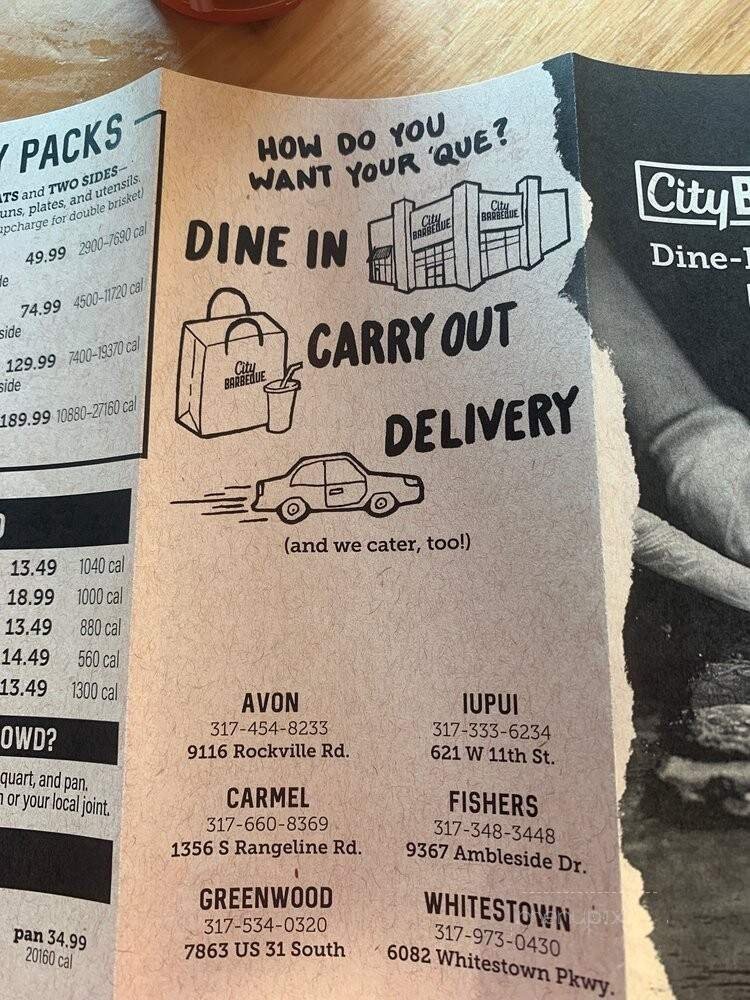 Y PACKS
ATS and TWO SIDES—
uns, plates, and utensils.
upcharge for double brisket)
49.99 2900–7690 cal
de
74.99 4500–11720 cal
side
129.99 7400–19370 cal
side
189.99 10880–27160 cal
13.49 1040 cal
18.99 1000 cal
13.49 880 cal
14.49 560 cal
13.49 1300 cal
OWD?
quart, and pan.
n or your local joint.
pan 34.99
20160 cal
HOW DO YOU
WANT YOUR 'QUE?
DINE IN
City
BARBEQUE
City
BARBEQUE
CARRY OUT
City
BARBEQUE
DELIVERY
(and we cater, too!)
AVON
317-454-8233
9116 Rockville Rd.
IUPUI
317-333-6234
621 W 11th St.
CARMEL
317-660-8369
1356 S Rangeline Rd.
FISHERS
317-348-3448
9367 Ambleside Dr.
GREENWOOD
317-534-0320
7863 US 31 South
WHITESTOWN
317-973-0430
6082 Whitestown Pkwy.
City B
Dine-I